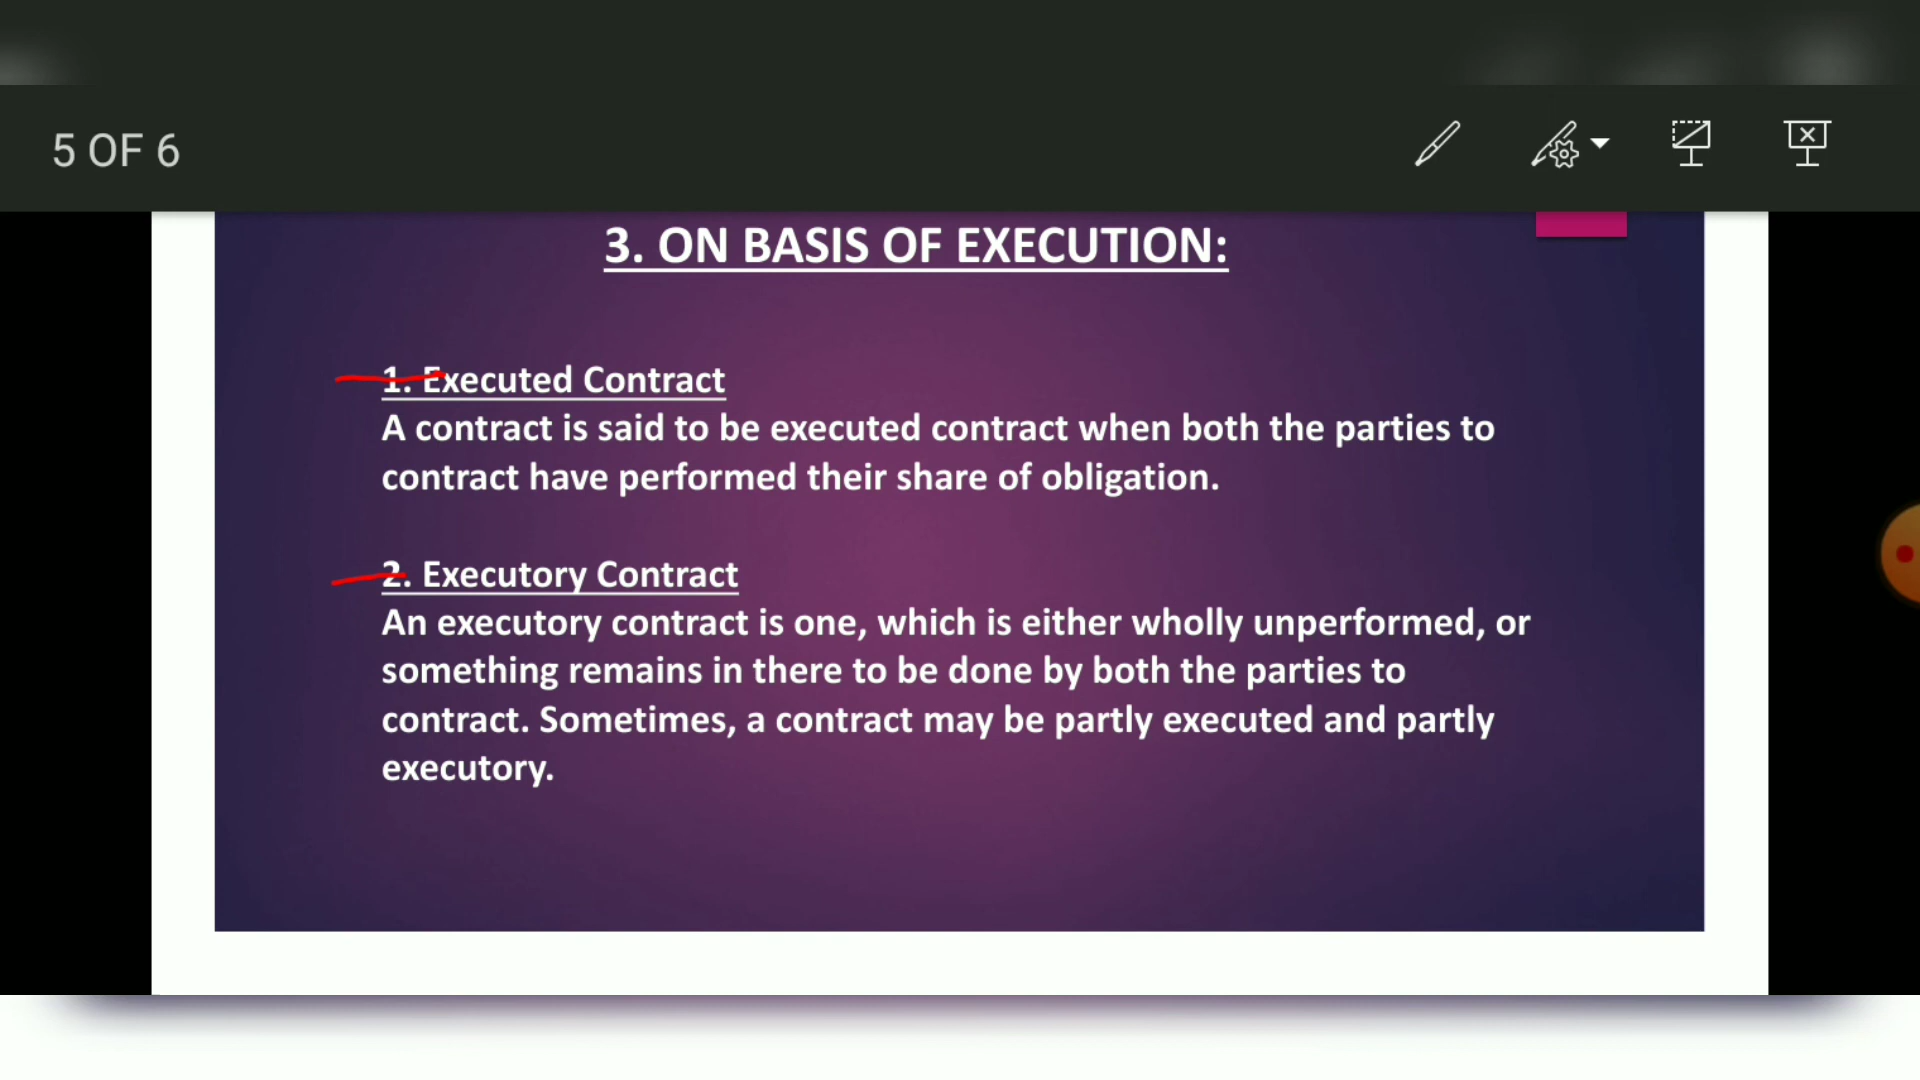 5 OF 6
3. ON BASIS OF EXECUTION:
1. Executed Contract
A contract is said to be executed contract when both the parties to
contract have performed their share of obligation.
2. Executory Contract
An executory contract is one, which is either wholly unperformed, or
something remains in there to be done by both the parties to
contract. Sometimes, a contract may be partly executed and partly
executory.